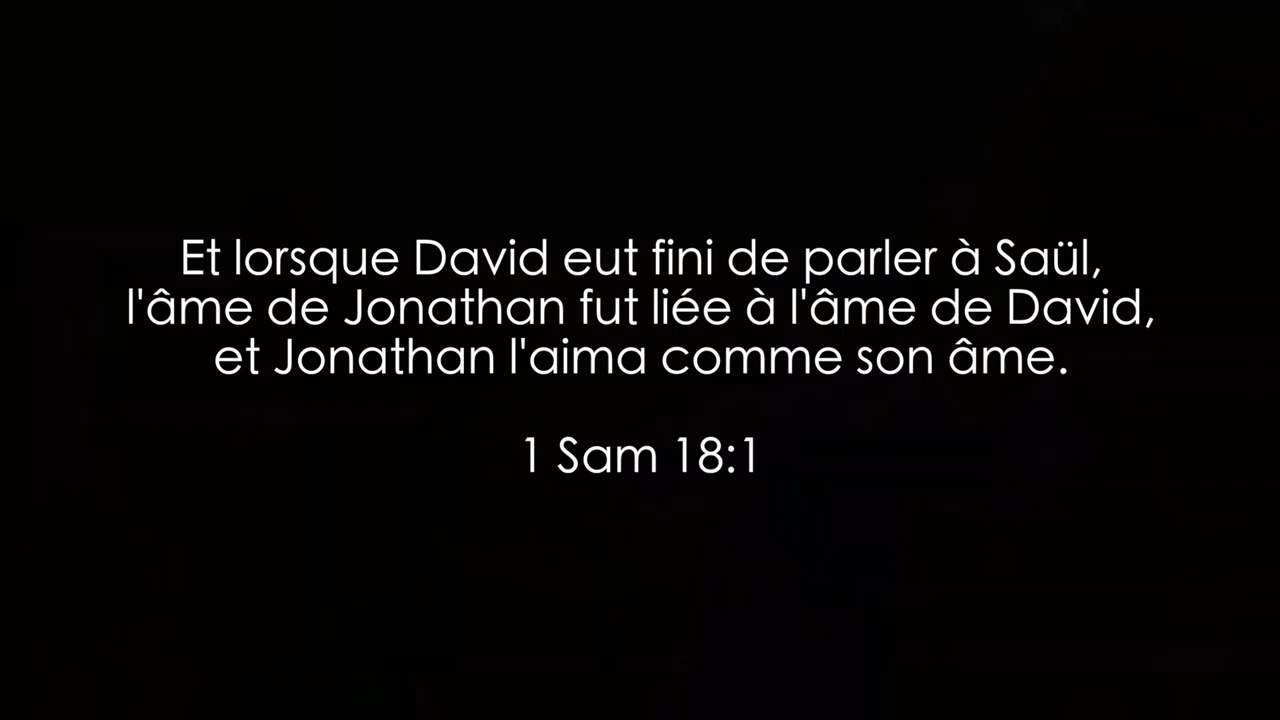 Et lorsque David eut fini de parler à Saül,
l'âme de Jonathan fut liée à l'âme de David,
et Jonathan l'aima comme son âme.
1 Sam 18:1